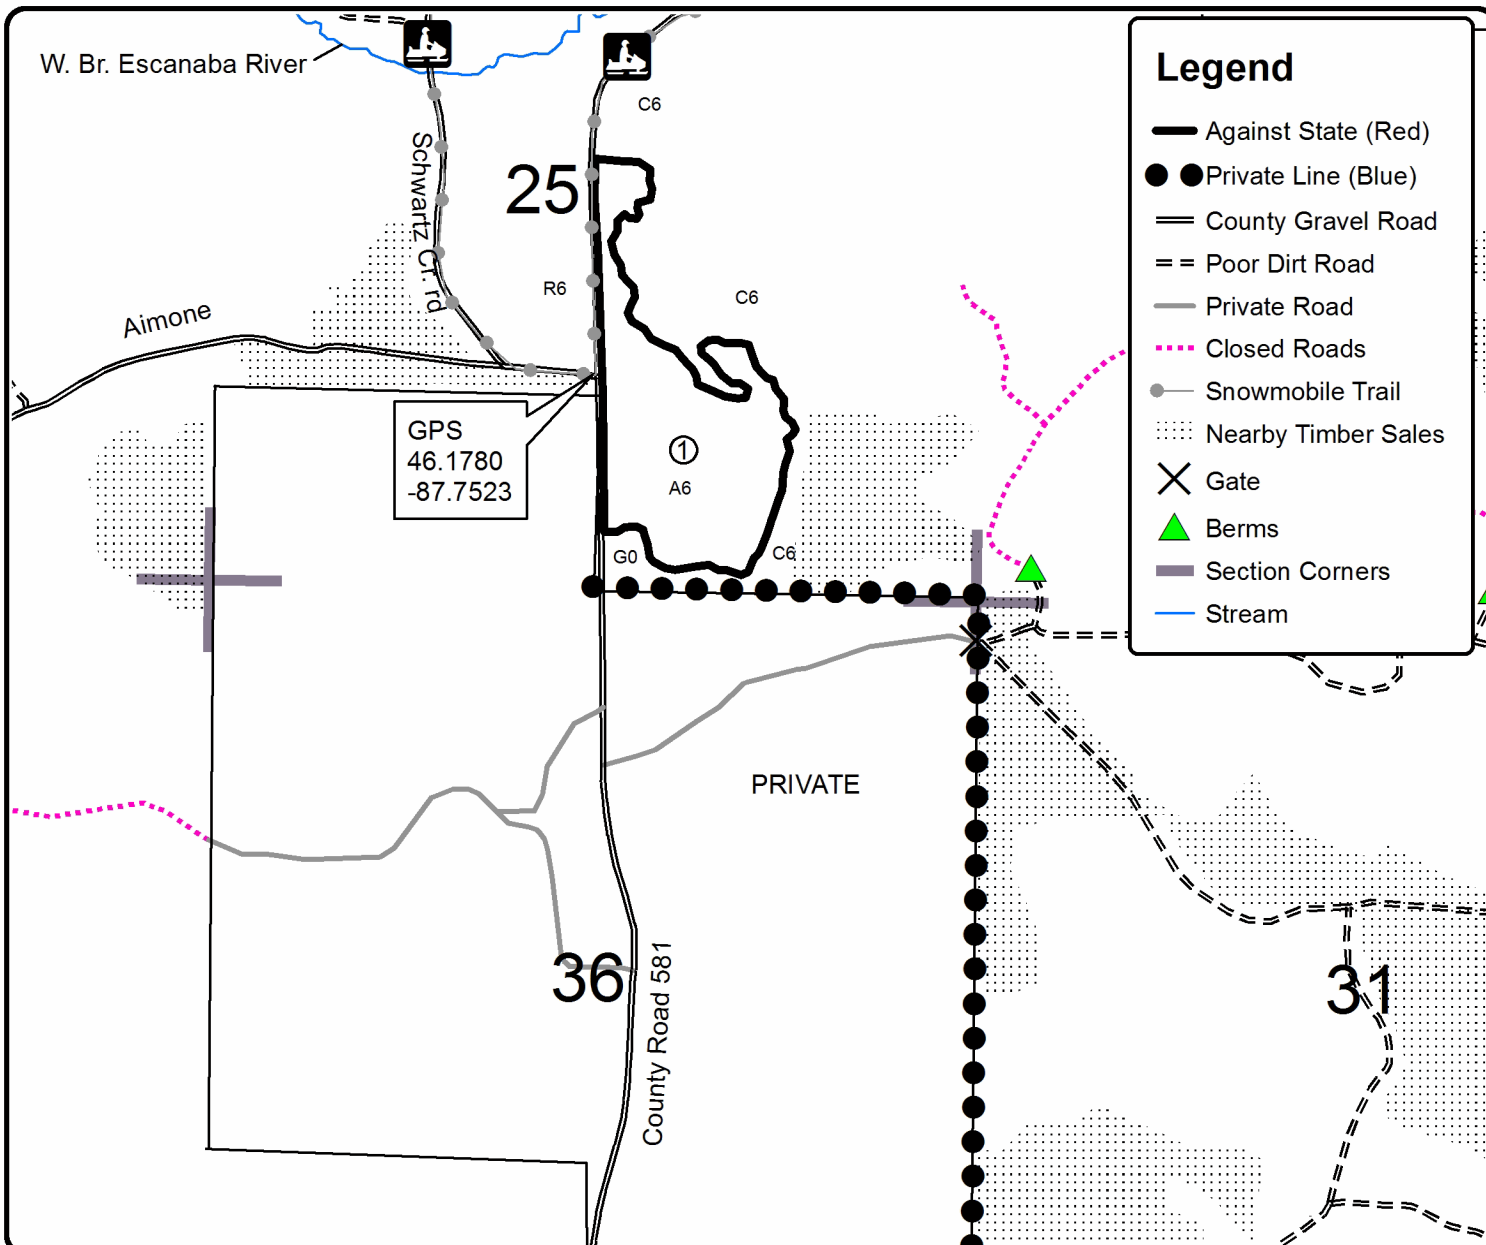 W. Br. Escanaba River
Schwartz Cr. rd
Aimone
25
C6
R6
C6
GPS
46.1780
-87.7523
1
A6
G0
C6
PRIVATE
36
County Road 581
31
Legend
Against State (Red)
Private Line (Blue)
County Gravel Road
Poor Dirt Road
Private Road
Closed Roads
Snowmobile Trail
Nearby Timber Sales
Gate
Berms
Section Corners
Stream